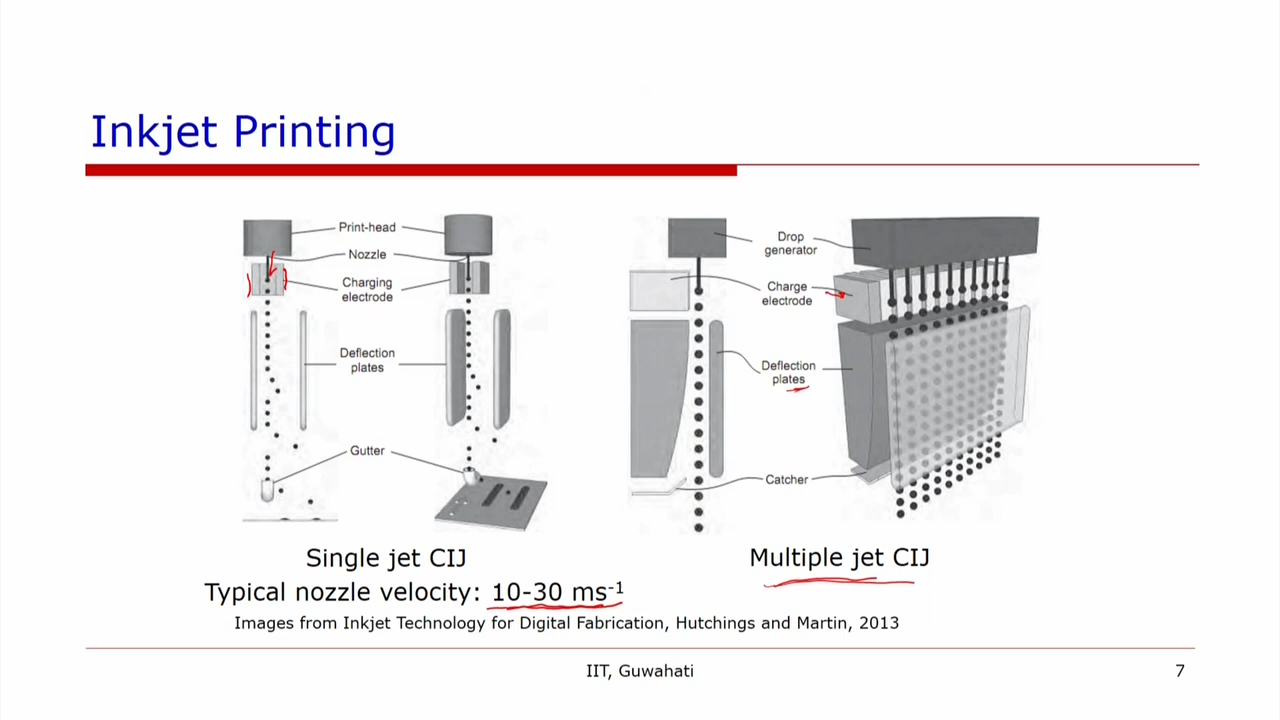 Inkjet Printing
Print-head
Nozzle
Charging
electrode
Deflection
plates
Gutter
Drop
generator
Charge
electrode
Deflection
plates
Catcher
Single jet CIJ
Multiple jet CIJ
Typical nozzle velocity: 10-30 ms⁻¹
Images from Inkjet Technology for Digital Fabrication, Hutchings and Martin, 2013
IIT, Guwahati
7